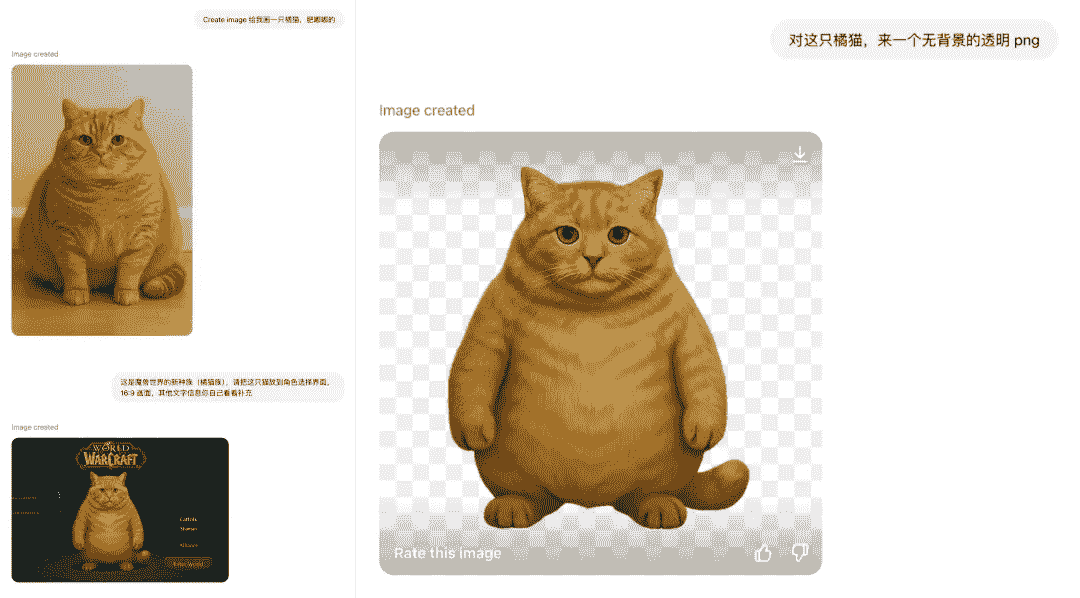 Create image 给我画一只橘猫，肥嘟嘟的
Image created
这是魔兽世界的新种族（橘猫族），请把这只猫放到角色选择界面，
16:9 画面，其他文字信息你自己看着补充
Image created
WORLD
WARCRAFT
对这只橘猫，来一个无背景的透明 png
Image created
Rate this image